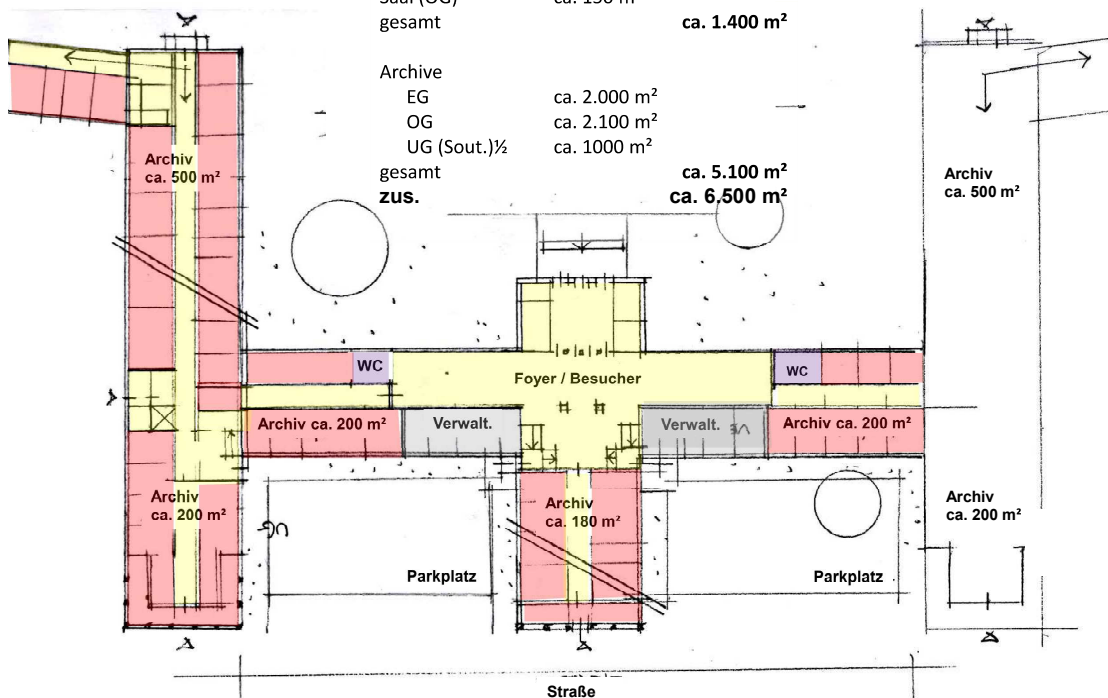 gesamt ca. 1.400 m²
Archive
EG ca. 2.000 m²
OG ca. 2.100 m²
UG (Sout.)½ ca. 1000 m²
gesamt ca. 5.100 m²
zus. ca. 6.500 m²
Archiv
ca. 500 m²
Archiv
ca. 500 m²
WC
Foyer / Besucher
WC
Archiv ca. 200 m²
Verwalt.
Verwalt.
Archiv ca. 200 m²
Archiv
ca. 200 m²
Archiv
ca. 180 m²
Archiv
ca. 200 m²
Parkplatz
Parkplatz
Straße